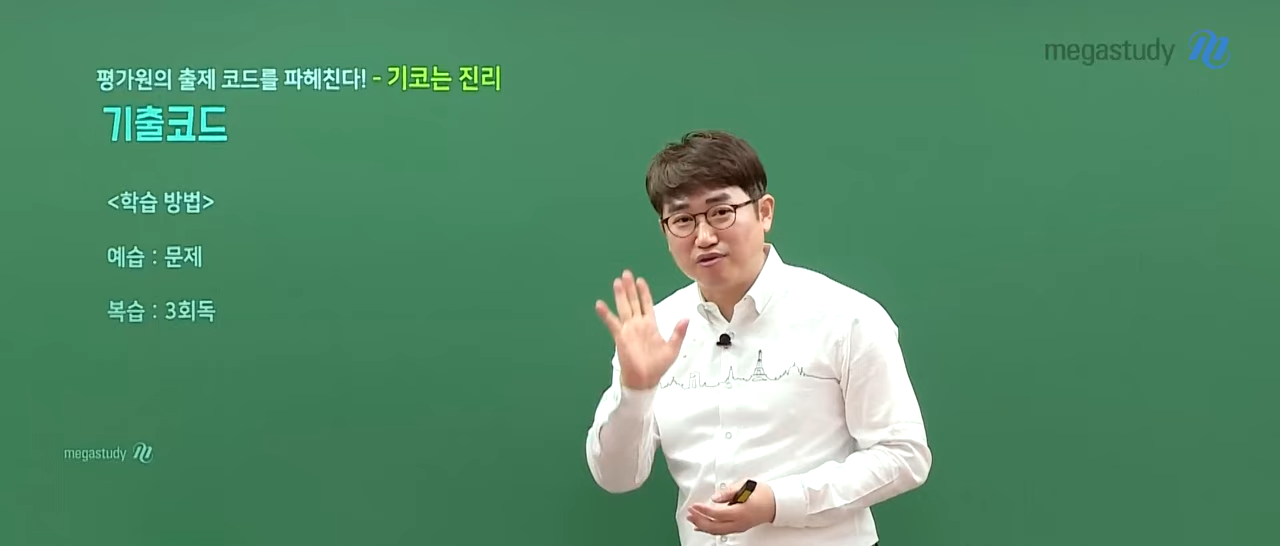 megastudy
평가원의 출제 코드를 파헤친다! - 기코는 진리
기출코드
<학습 방법>
예습 : 문제
복습 : 3회독
megastudy